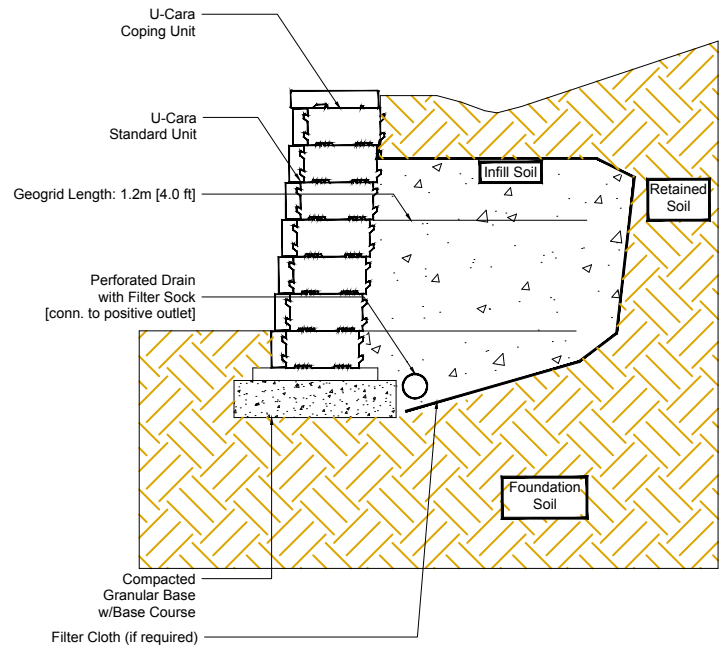 U-Cara
Coping Unit
U-Cara
Standard Unit
Infill Soil
Retained
Soil
Geogrid Length: 1.2m [4.0 ft]
Perforated Drain
with Filter Sock
[conn. to positive outlet]
Foundation
Soil
Compacted
Granular Base
w/Base Course
Filter Cloth (if required)